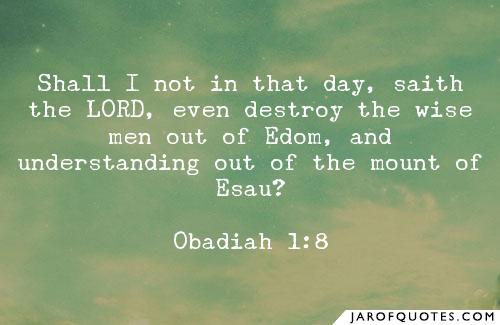 Shall I not in that day, saith
the LORD, even destroy the wise
men out of Edom, and
understanding out of the mount of
Esau?
Obadiah 1:8
JAROFQUOTES.COM